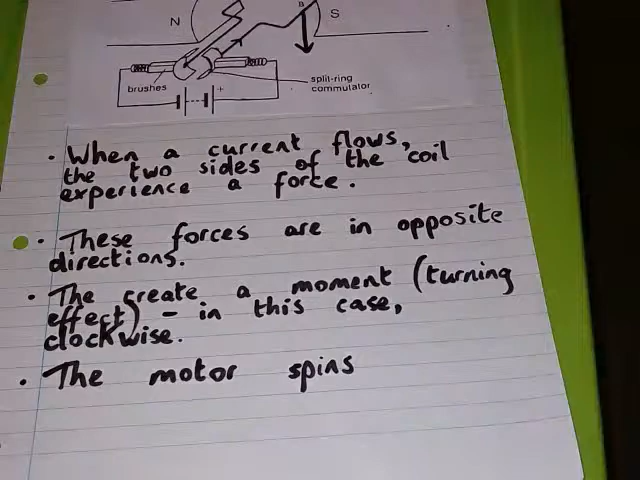 N
S
B
brushes
+
split-ring
commutator
• When a current flows,
the two sides of the coil
experience a force.
• These forces are in opposite
directions.
• The create a moment (turning
effect) - in this case,
clockwise.
• The motor spins